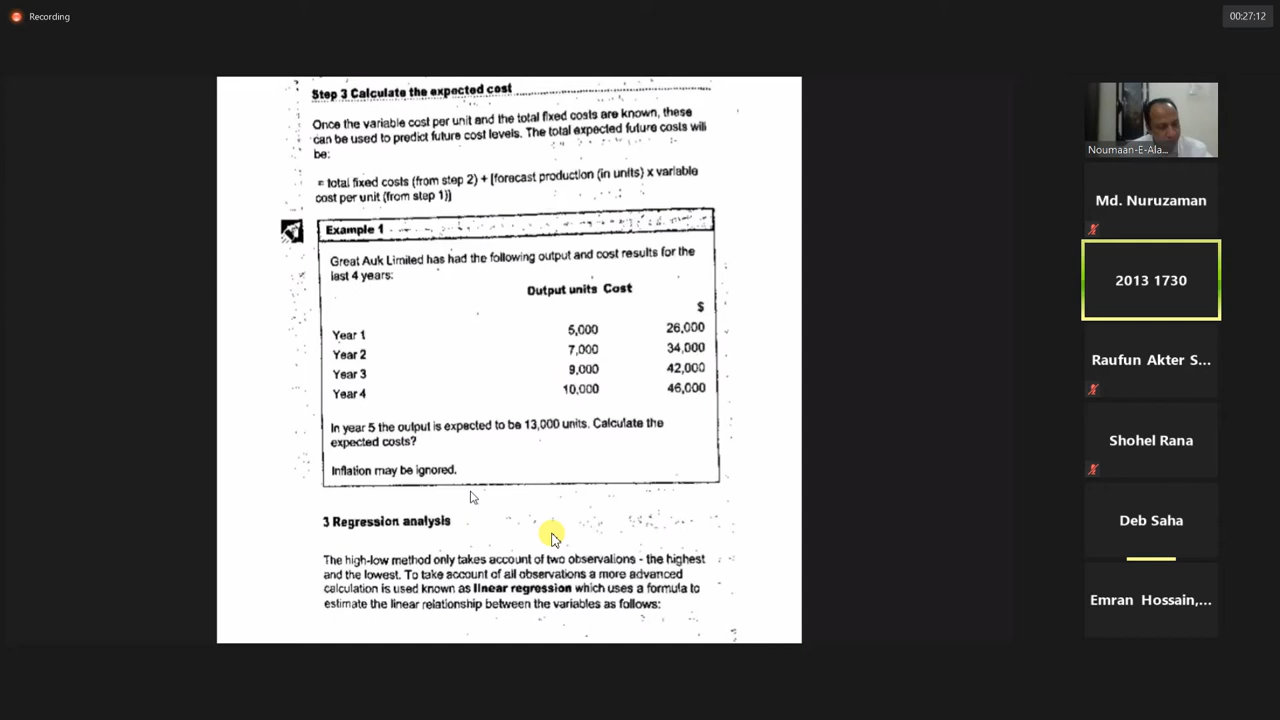 Recording
00:27:12
Step 3 Calculate the expected cost
Once the variable cost per unit and the total fixed costs are known, these
can be used to predict future cost levels. The total expected future costs will
be:
= total fixed costs (from step 2) + [forecast production (in units) x variable
cost per unit (from step 1)]
Example 1
Great Auk Limited has had the following output and cost results for the
last 4 years:
Output units Cost
$
Year 1 5,000 26,000
Year 2 7,000 34,000
Year 3 9,000 42,000
Year 4 10,000 46,000
In year 5 the output is expected to be 13,000 units. Calculate the
expected costs?
Inflation may be ignored.
3 Regression analysis
The high-low method only takes account of two observations - the highest
and the lowest. To take account of all observations a more advanced
calculation is used known as linear regression which uses a formula to
estimate the linear relationship between the variables as follows:
Noumaan-E-Ala...
Md. Nuruzaman
2013 1730
Raufun Akter S...
Shohel Rana
Deb Saha
Emran Hossain,...